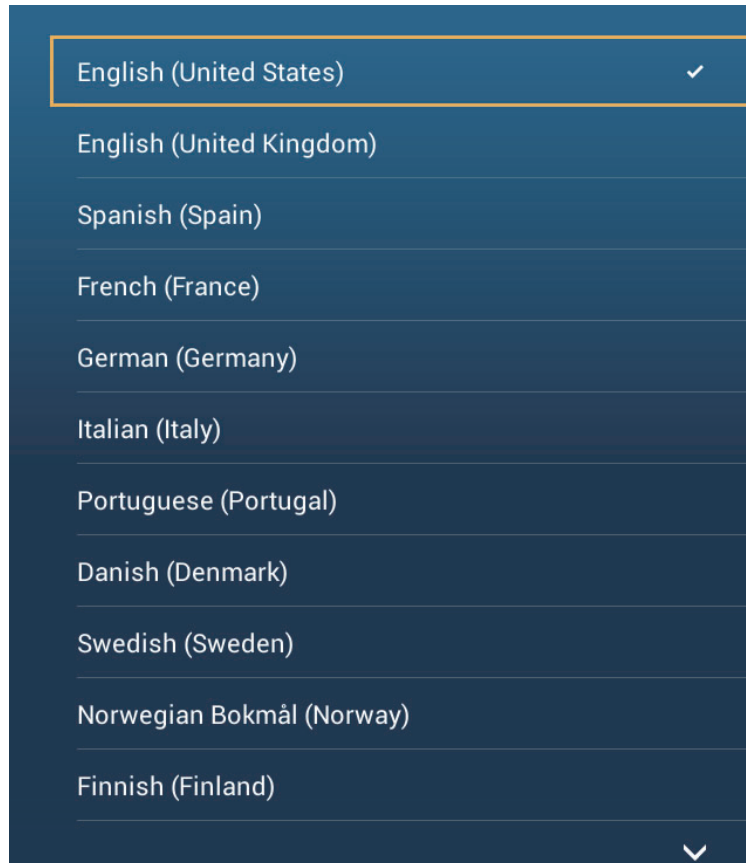 English (United States)
English (United Kingdom)
Spanish (Spain)
French (France)
German (Germany)
Italian (Italy)
Portuguese (Portugal)
Danish (Denmark)
Swedish (Sweden)
Norwegian Bokmål (Norway)
Finnish (Finland)